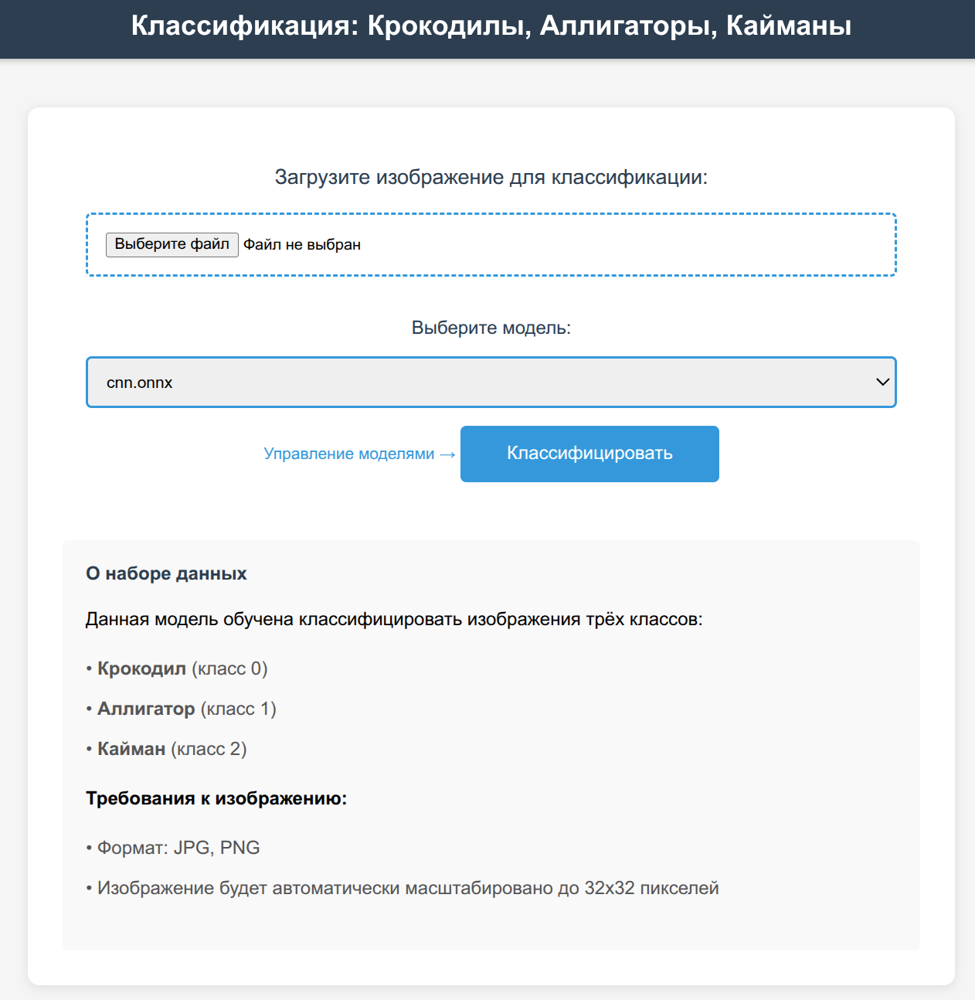 Классификация: Крокодилы, Аллигаторы, Кайманы
Загрузите изображение для классификации:
Выберите файл Файл не выбран
Выберите модель:
cnn.onnx
Управление моделями → Классифицировать
О наборе данных
Данная модель обучена классифицировать изображения трёх классов:
• Крокодил (класс 0)
• Аллигатор (класс 1)
• Кайман (класс 2)
Требования к изображению:
• Формат: JPG, PNG
• Изображение будет автоматически масштабировано до 32x32 пикселей